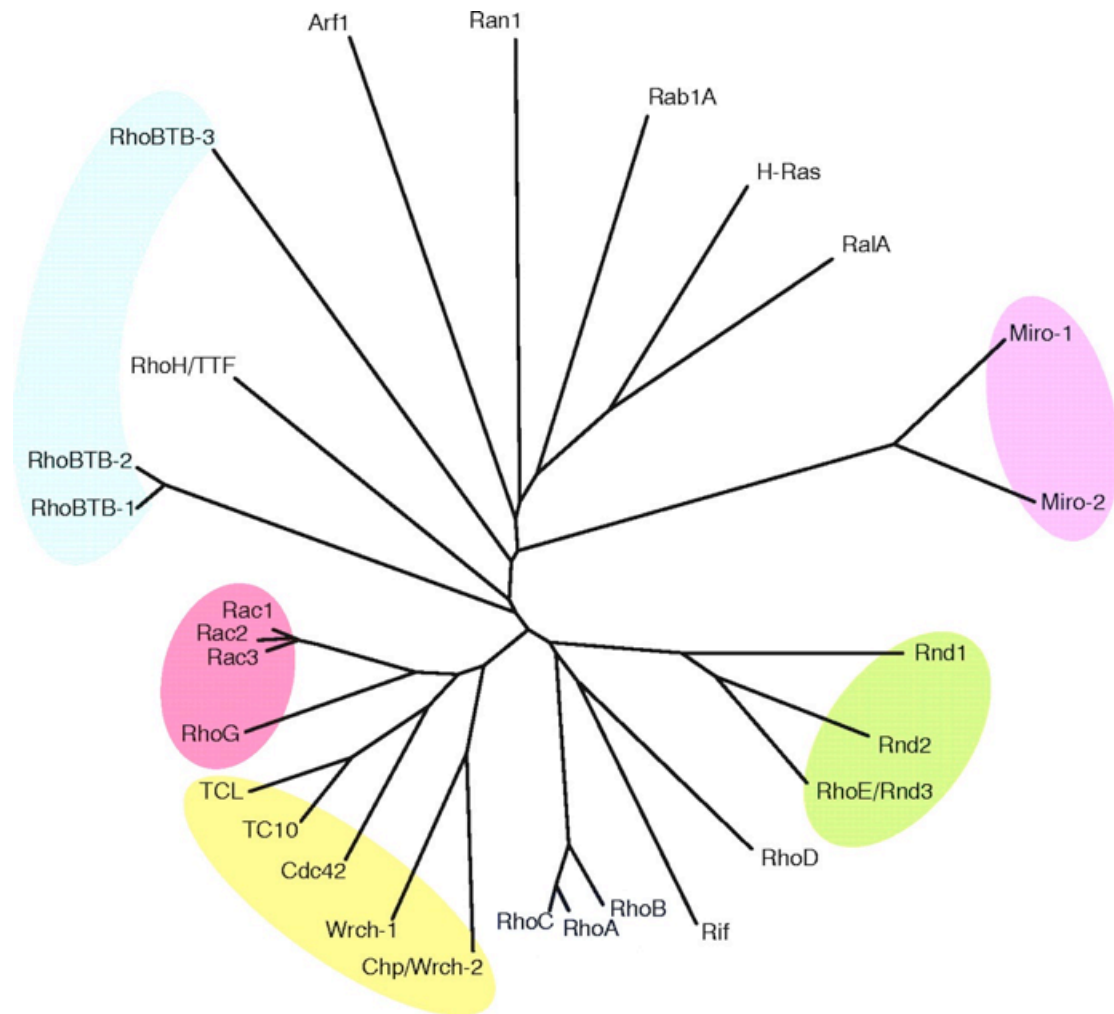 Arf1
Ran1
Rab1A
RhoBTB-3
H-Ras
RalA
Miro-1
RhoH/TTF
RhoBTB-2
Miro-2
RhoBTB-1
Rac1
Rac2
Rac3
Rnd1
RhoG
Rnd2
TCL
RhoE/Rnd3
TC10
RhoD
Cdc42
RhoB
RhoC
RhoA
Wrch-1
Rif
Chp/Wrch-2